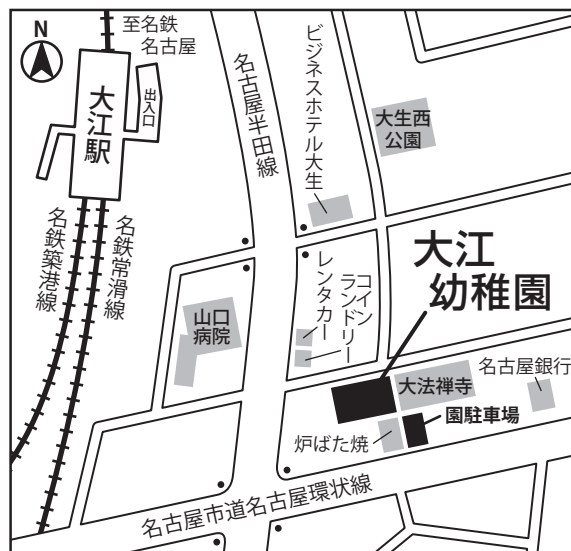 N
至名鉄
名古屋
出入口
大江駅
名古屋半田線
ビジネスホテル大生
大生西
公園
名鉄築港線
名鉄常滑線
山口
病院
レンタカー
コイン
ランドリー
大江
幼稚園
大法禅寺
名古屋銀行
園駐車場
炉ばた焼
名古屋市道名古屋環状線